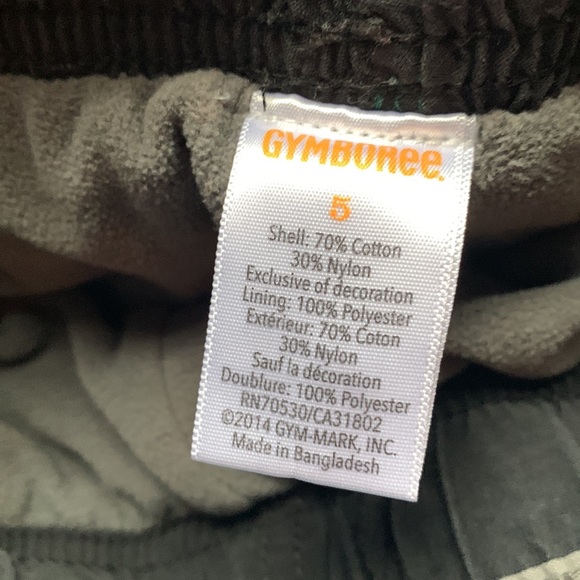 GYMBOREE.
5
Shell: 70% Cotton
30% Nylon
Exclusive of decoration
Lining: 100% Polyester
Extérieur: 70% Coton
30% Nylon
Sauf la décoration
Doublure: 100% Polyester
RN70530/CA31802
©2014 GYM-MARK, INC.
Made in Bangladesh